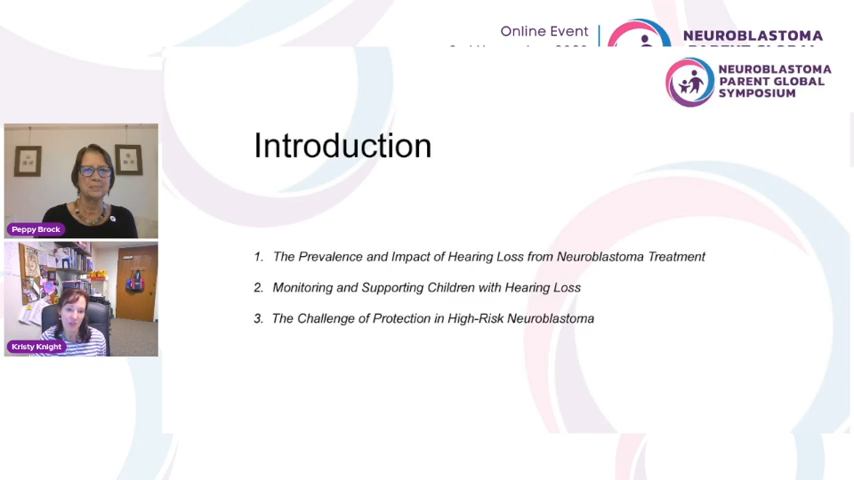 Online Event
NEUROBLASTOMA
NEUROBLASTOMA
PARENT GLOBAL
SYMPOSIUM
Introduction
1. The Prevalence and Impact of Hearing Loss from Neuroblastoma Treatment
2. Monitoring and Supporting Children with Hearing Loss
3. The Challenge of Protection in High-Risk Neuroblastoma
Peppy Brock
Kristy Knight